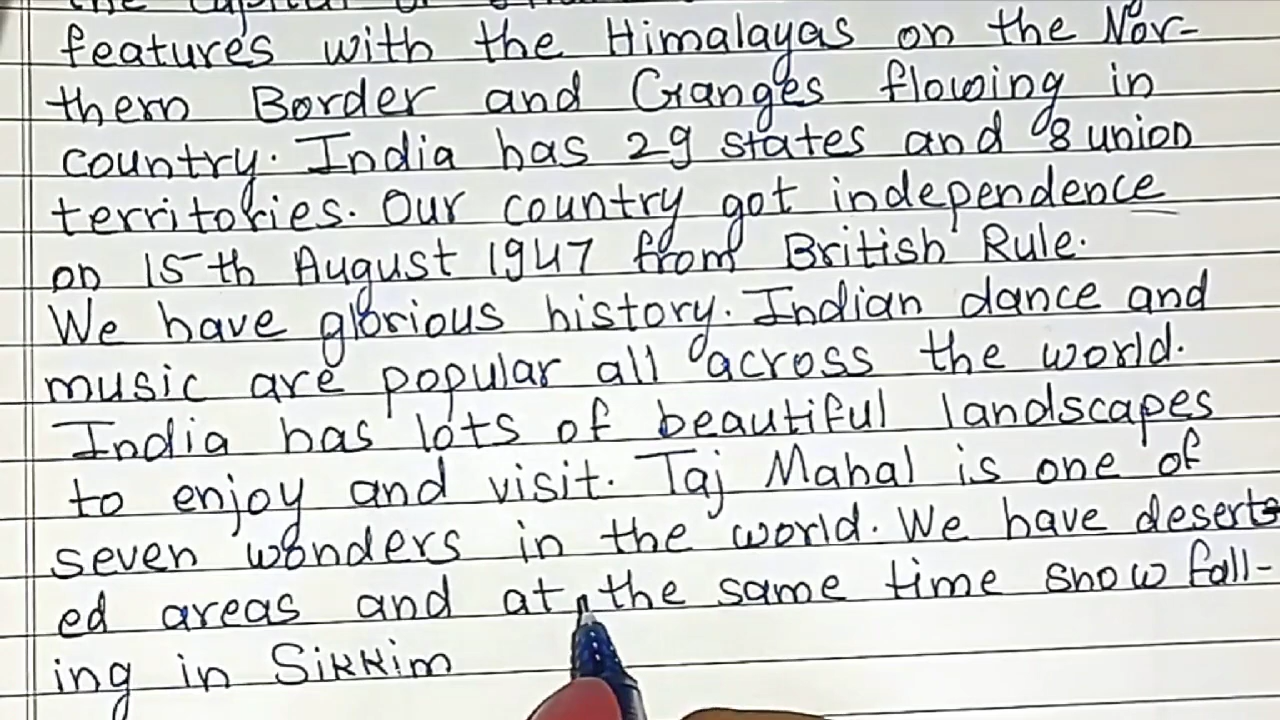 the capital of
features with the Himalayas on the Nor-
thern Border and Ganges flowing in
country. India has 29 states and 8 union
territories. Our country got independence
on 15th August 1947 from British Rule.
We have glorious history. Indian dance and
music are popular all across the world.
India has lots of beautiful landscapes
to enjoy and visit. Taj Mahal is one of
seven wonders in the world. We have desert-
ed areas and at the same time snow fall-
ing in Sikkim